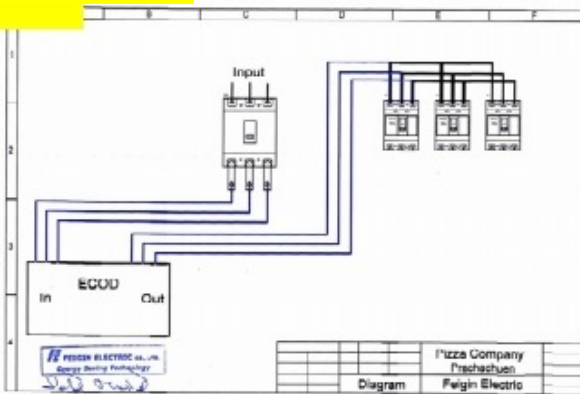 B C D E F
1
Input
2
3
ECOD
In Out
4
FEIGIN ELECTRIC CO., LTD.
Energy Saving Technology
Pizza Company
Prachachuen
Diagram Feigin Electric